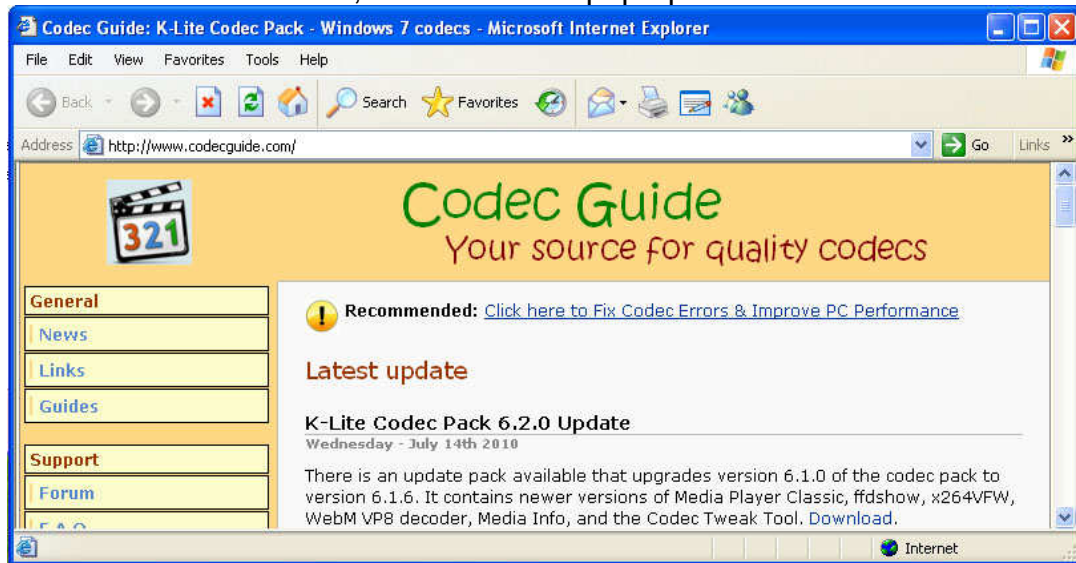 Codec Guide: K-Lite Codec Pack - Windows 7 codecs - Microsoft Internet Explorer
File Edit View Favorites Tools Help
Back Search Favorites
Address http://www.codecguide.com/ Go Links »
321
Codec Guide
Your source for quality codecs
General
News
Links
Guides
Support
Forum
F.A.Q.
Recommended: Click here to Fix Codec Errors & Improve PC Performance
Latest update
K-Lite Codec Pack 6.2.0 Update
Wednesday - July 14th 2010
There is an update pack available that upgrades version 6.1.0 of the codec pack to
version 6.1.6. It contains newer versions of Media Player Classic, ffdshow, x264VFW,
WebM VP8 decoder, Media Info, and the Codec Tweak Tool. Download.
Internet